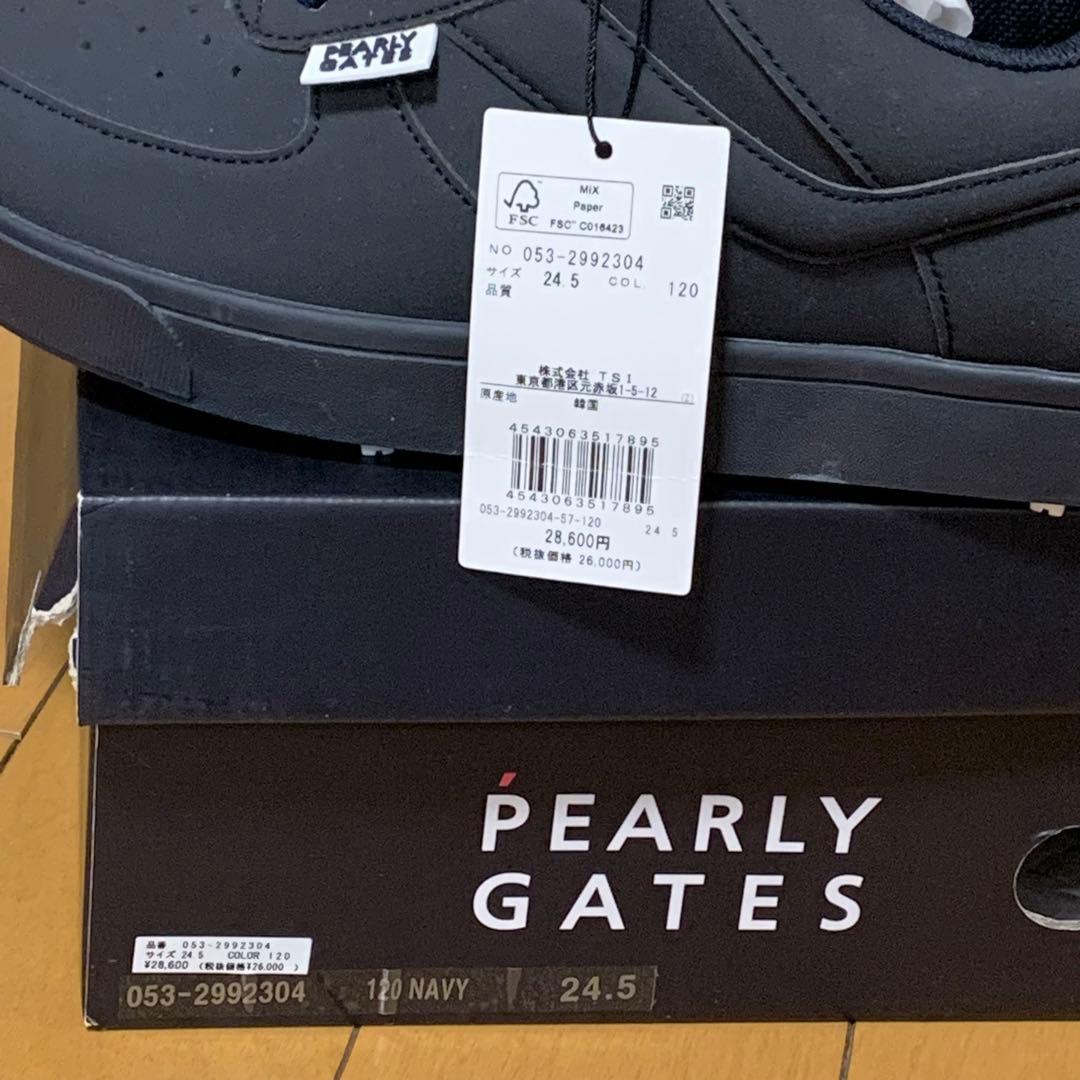 PEARLY
GATES
FSC™
MIX
Paper
FSC™ C016423
NO 053-2992304
サイズ 24.5 COL. 120
品質
株式会社 TSI
東京都港区元赤坂1-5-12 (2)
原産地 韓国
4543063517895
4543063517895
053-2992304-57-120 24.5
28,600円
(税抜価格 26,000円)
PEARLY
GATES
品番 053-2992304
サイズ 24.5 COLOR 120
¥28,600 (税抜価格¥26,000 )
053-2992304 120 NAVY 24.5